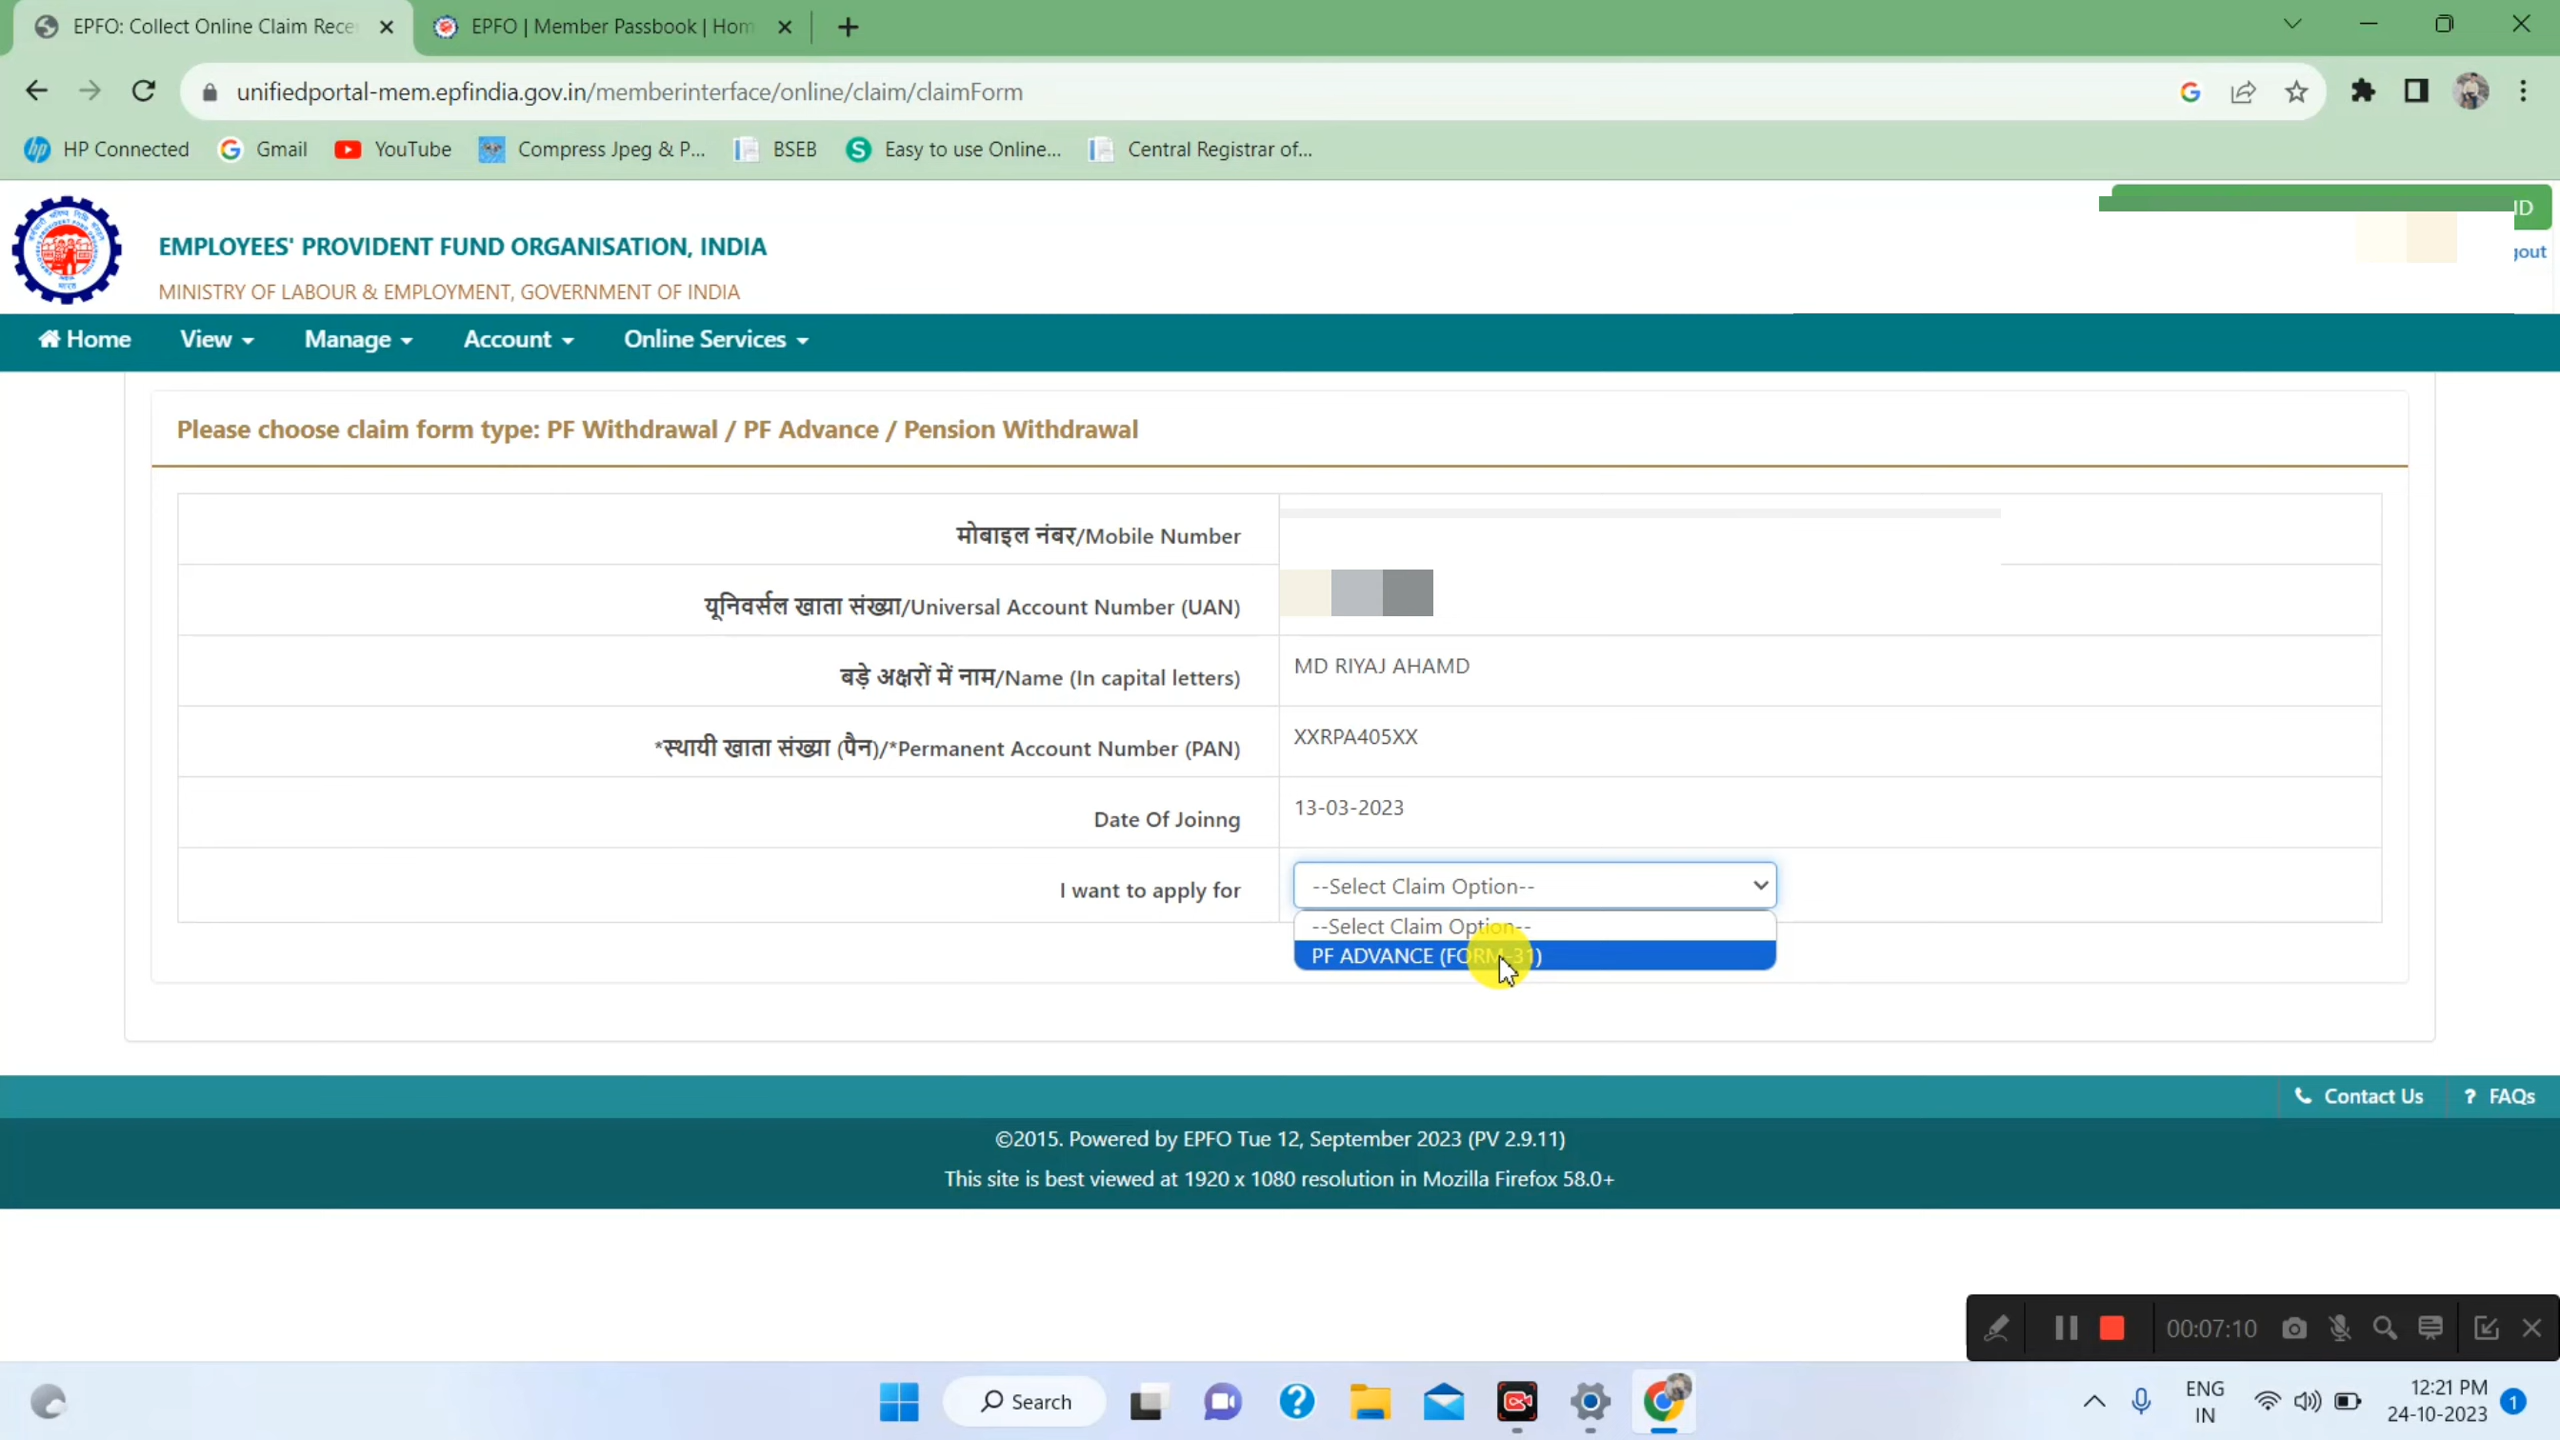 EPFO: Collect Online Claim Rece
EPFO | Member Passbook | Hom
unifiedportal-mem.epfindia.gov.in/memberinterface/online/claim/claimForm
HP Connected
Gmail
YouTube
Compress Jpeg & P...
BSEB
Easy to use Online...
Central Registrar of...
EMPLOYEES' PROVIDENT FUND ORGANISATION, INDIA
MINISTRY OF LABOUR & EMPLOYMENT, GOVERNMENT OF INDIA
Home
View
Manage
Account
Online Services
Please choose claim form type: PF Withdrawal / PF Advance / Pension Withdrawal
मोबाइल नंबर/Mobile Number
यूनिवर्सल खाता संख्या/Universal Account Number (UAN)
बड़े अक्षरों में नाम/Name (In capital letters)
MD RIYAJ AHAMD
*स्थायी खाता संख्या (पैन)/*Permanent Account Number (PAN)
XXRPA405XX
Date Of Joinng
13-03-2023
I want to apply for
--Select Claim Option--
--Select Claim Option--
PF ADVANCE (FORM-31)
Contact Us
? FAQs
©2015. Powered by EPFO Tue 12, September 2023 (PV 2.9.11)
This site is best viewed at 1920 x 1080 resolution in Mozilla Firefox 58.0+
00:07:10
Search
ENG
IN
12:21 PM
24-10-2023
1